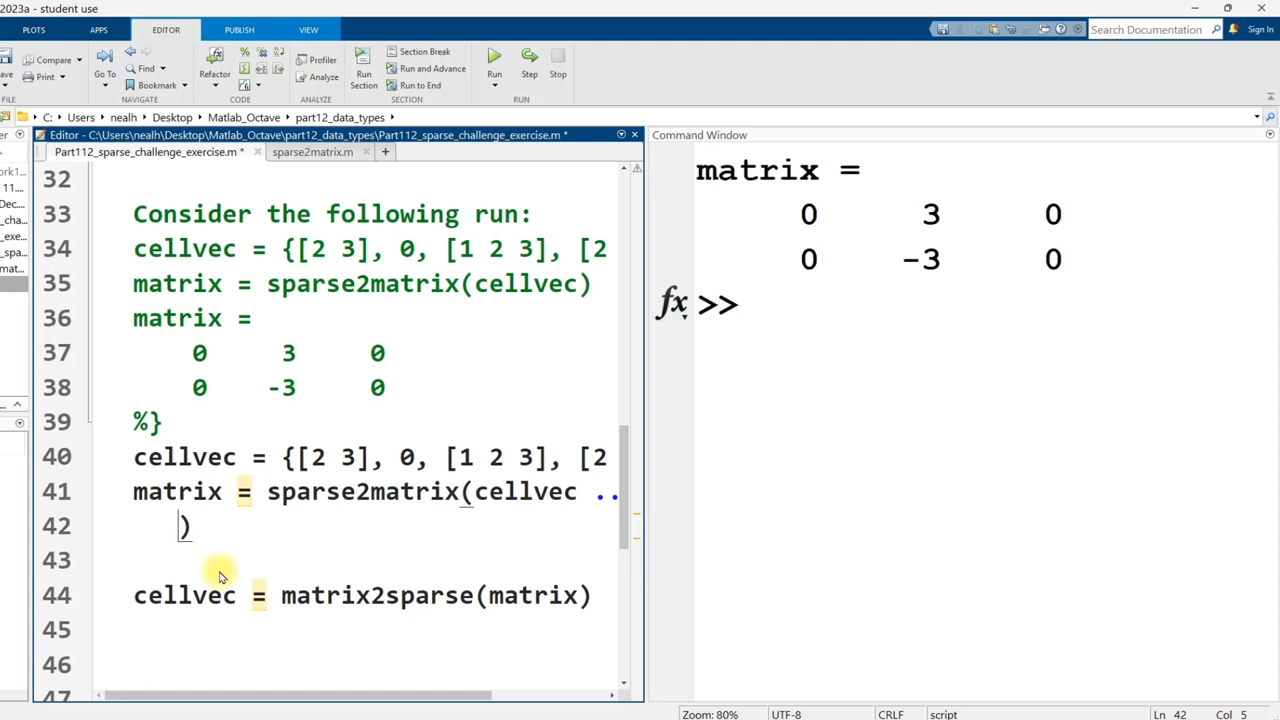 2023a - student use
PLOTS APPS EDITOR PUBLISH VIEW
Search Documentation Sign In
Compare
Print
FILE
Go To
Find
Bookmark
NAVIGATE
Refactor
CODE
Profiler
Analyze
ANALYZE
Run Section
Section Break
Run and Advance
Run to End
SECTION
Run Step Stop
RUN
C: Users nealh Desktop Matlab_Octave part12_data_types
Editor - C:\Users\nealh\Desktop\Matlab_Octave\part12_data_types\Part112_sparse_challenge_exercise.m *
Part112_sparse_challenge_exercise.m * sparse2matrix.m
32
33 Consider the following run:
34 cellvec = {[2 3], 0, [1 2 3], [2
35 matrix = sparse2matrix(cellvec)
36 matrix =
37 0 3 0
38 0 -3 0
39 %}
40 cellvec = {[2 3], 0, [1 2 3], [2
41 matrix = sparse2matrix(cellvec ..
42 )
43
44 cellvec = matrix2sparse(matrix)
45
46
47
Command Window
matrix =
0 3 0
0 -3 0
fx >>
Zoom: 80% UTF-8 CRLF script Ln 42 Col 5